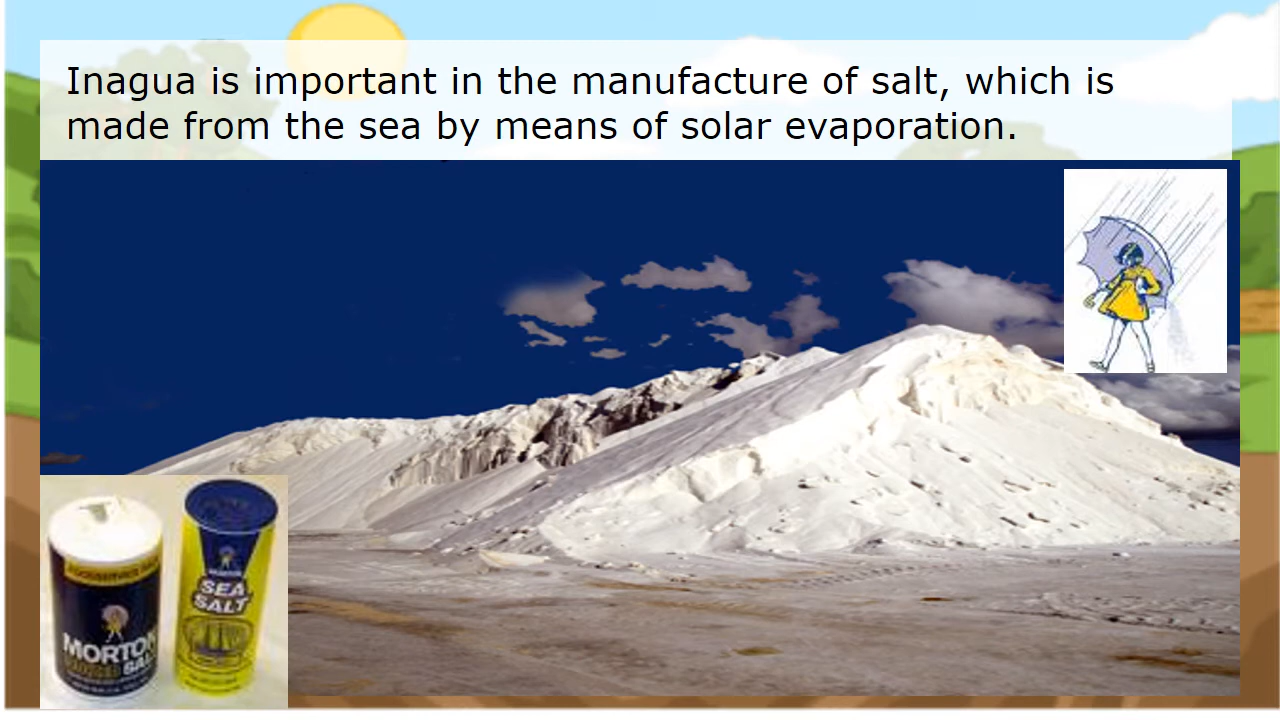 Inagua is important in the manufacture of salt, which is
made from the sea by means of solar evaporation.
MORTON
SALT
MORTON
SEA
SALT